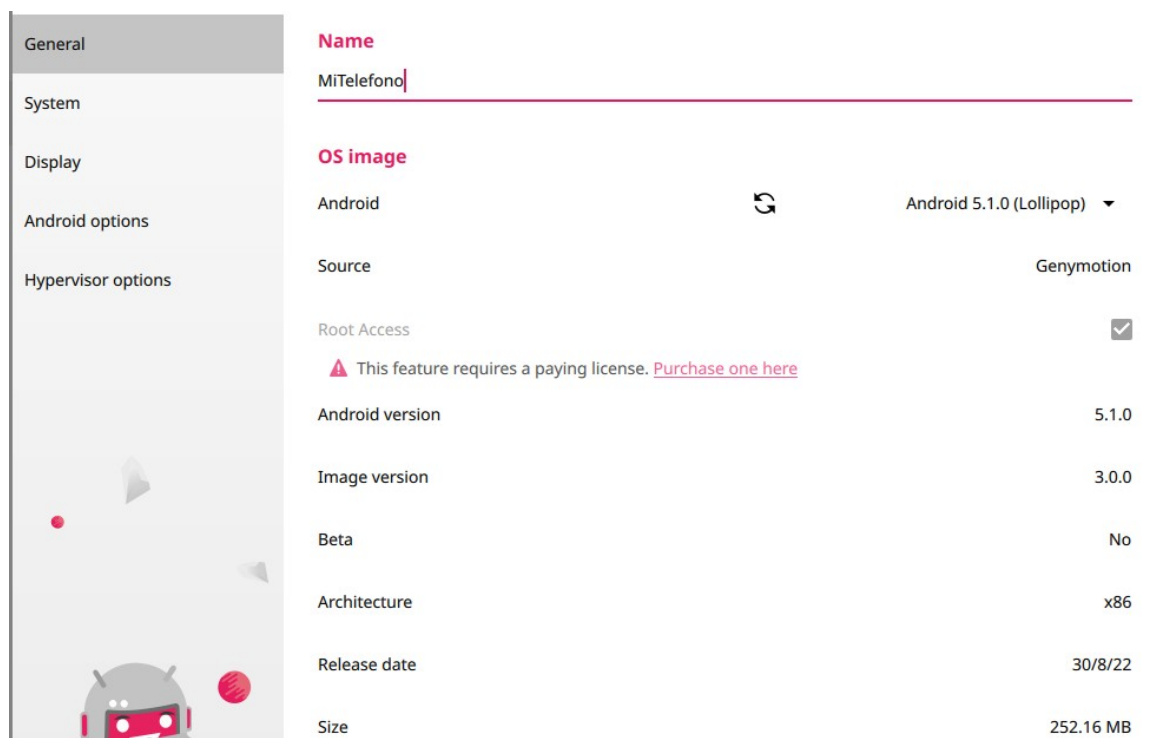 General
System
Display
Android options
Hypervisor options
Name
MiTelefono
OS image
Android Android 5.1.0 (Lollipop)
Source Genymotion
Root Access
This feature requires a paying license. Purchase one here
Android version 5.1.0
Image version 3.0.0
Beta No
Architecture x86
Release date 30/8/22
Size 252.16 MB